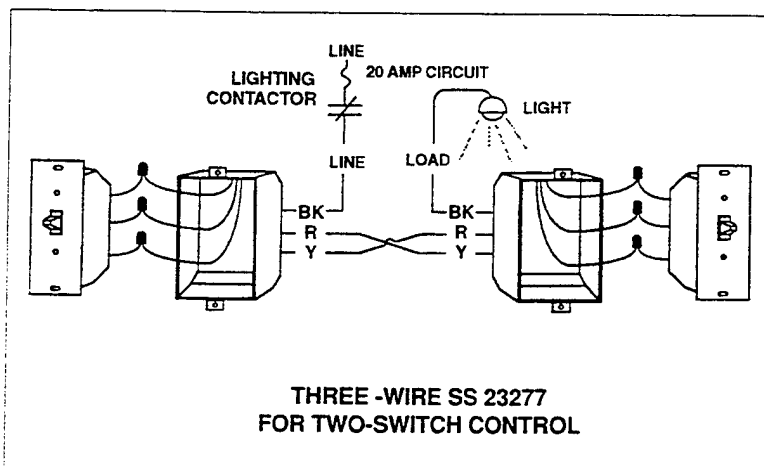 LINE
20 AMP CIRCUIT
LIGHTING
CONTACTOR
LIGHT
LINE
LOAD
BK
R
Y
BK
R
Y
THREE -WIRE SS 23277
FOR TWO-SWITCH CONTROL